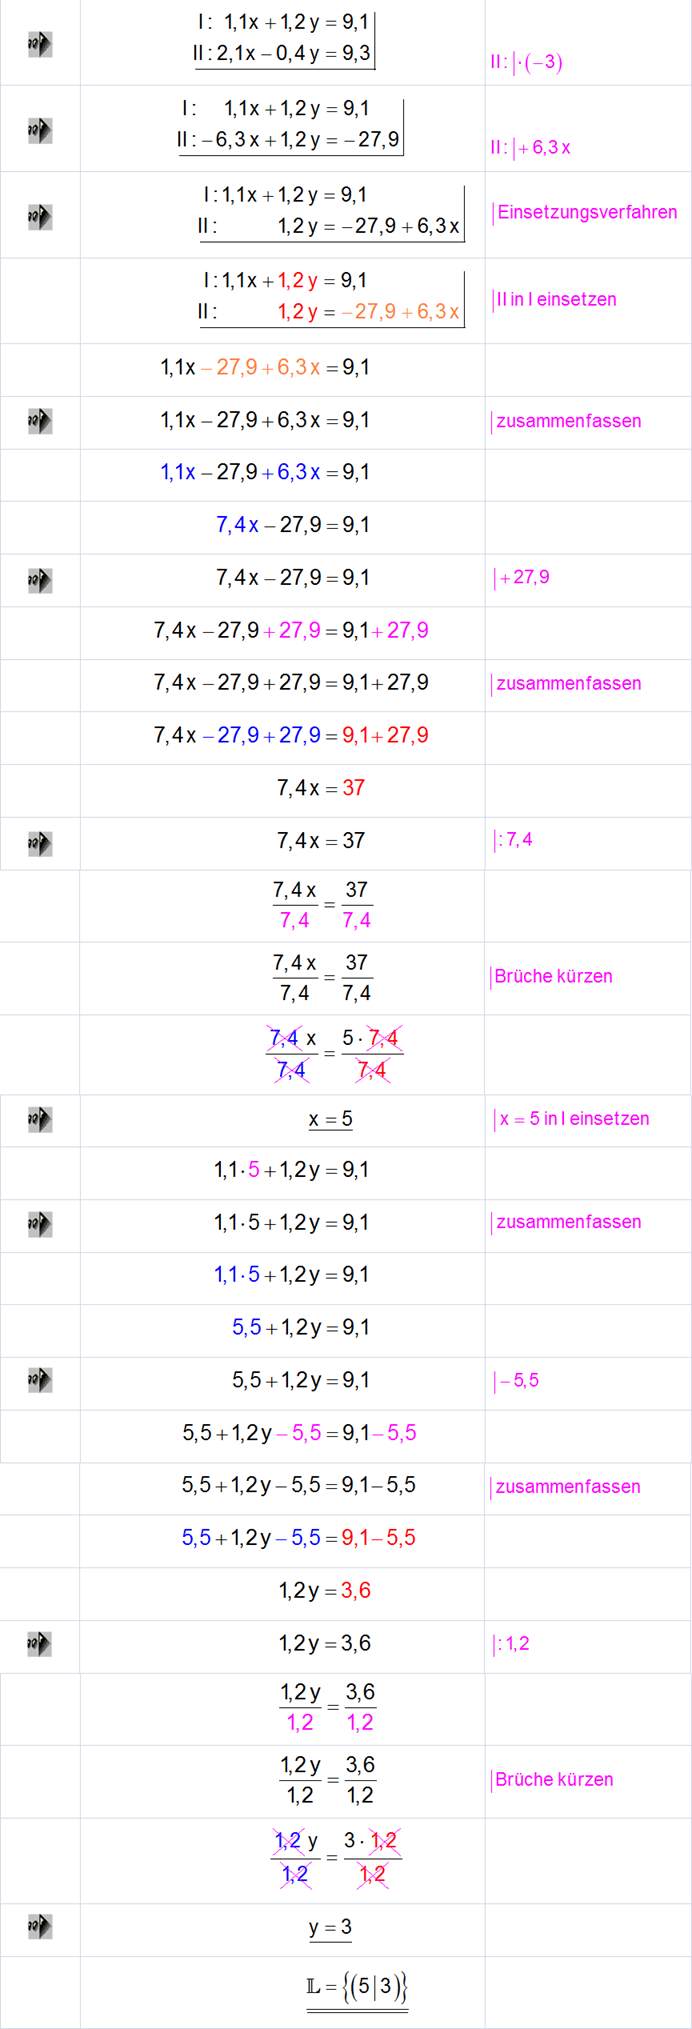 I: 1,1x + 1,2y = 9,1
II: 2,1x − 0,4y = 9,3
II: |·(−3)
I: 1,1x + 1,2y = 9,1
II: −6,3x + 1,2y = −27,9
II: |+ 6,3x
I: 1,1x + 1,2y = 9,1
II: 1,2y = −27,9 + 6,3x
|Einsetzungsverfahren
I: 1,1x + 1,2y = 9,1
II: 1,2y = −27,9 + 6,3x
|II in I einsetzen
1,1x − 27,9 + 6,3x = 9,1
1,1x − 27,9 + 6,3x = 9,1 |zusammenfassen
1,1x − 27,9 + 6,3x = 9,1
7,4x − 27,9 = 9,1
7,4x − 27,9 = 9,1 |+ 27,9
7,4x − 27,9 + 27,9 = 9,1 + 27,9
7,4x − 27,9 + 27,9 = 9,1 + 27,9 |zusammenfassen
7,4x − 27,9 + 27,9 = 9,1 + 27,9
7,4x = 37
7,4x = 37 |: 7,4
7,4x/7,4 = 37/7,4
7,4x/7,4 = 37/7,4 |Brüche kürzen
7,4 x/7,4 = 5 · 7,4/7,4
x = 5 |x = 5 in I einsetzen
1,1 · 5 + 1,2y = 9,1
1,1 · 5 + 1,2y = 9,1 |zusammenfassen
1,1 · 5 + 1,2y = 9,1
5,5 + 1,2y = 9,1
5,5 + 1,2y = 9,1 |− 5,5
5,5 + 1,2y − 5,5 = 9,1 − 5,5
5,5 + 1,2y − 5,5 = 9,1 − 5,5 |zusammenfassen
5,5 + 1,2y − 5,5 = 9,1 − 5,5
1,2y = 3,6
1,2y = 3,6 |: 1,2
1,2y/1,2 = 3,6/1,2
1,2y/1,2 = 3,6/1,2 |Brüche kürzen
1,2 y/1,2 = 3 · 1,2/1,2
y = 3
𝕃 = {(5|3)}